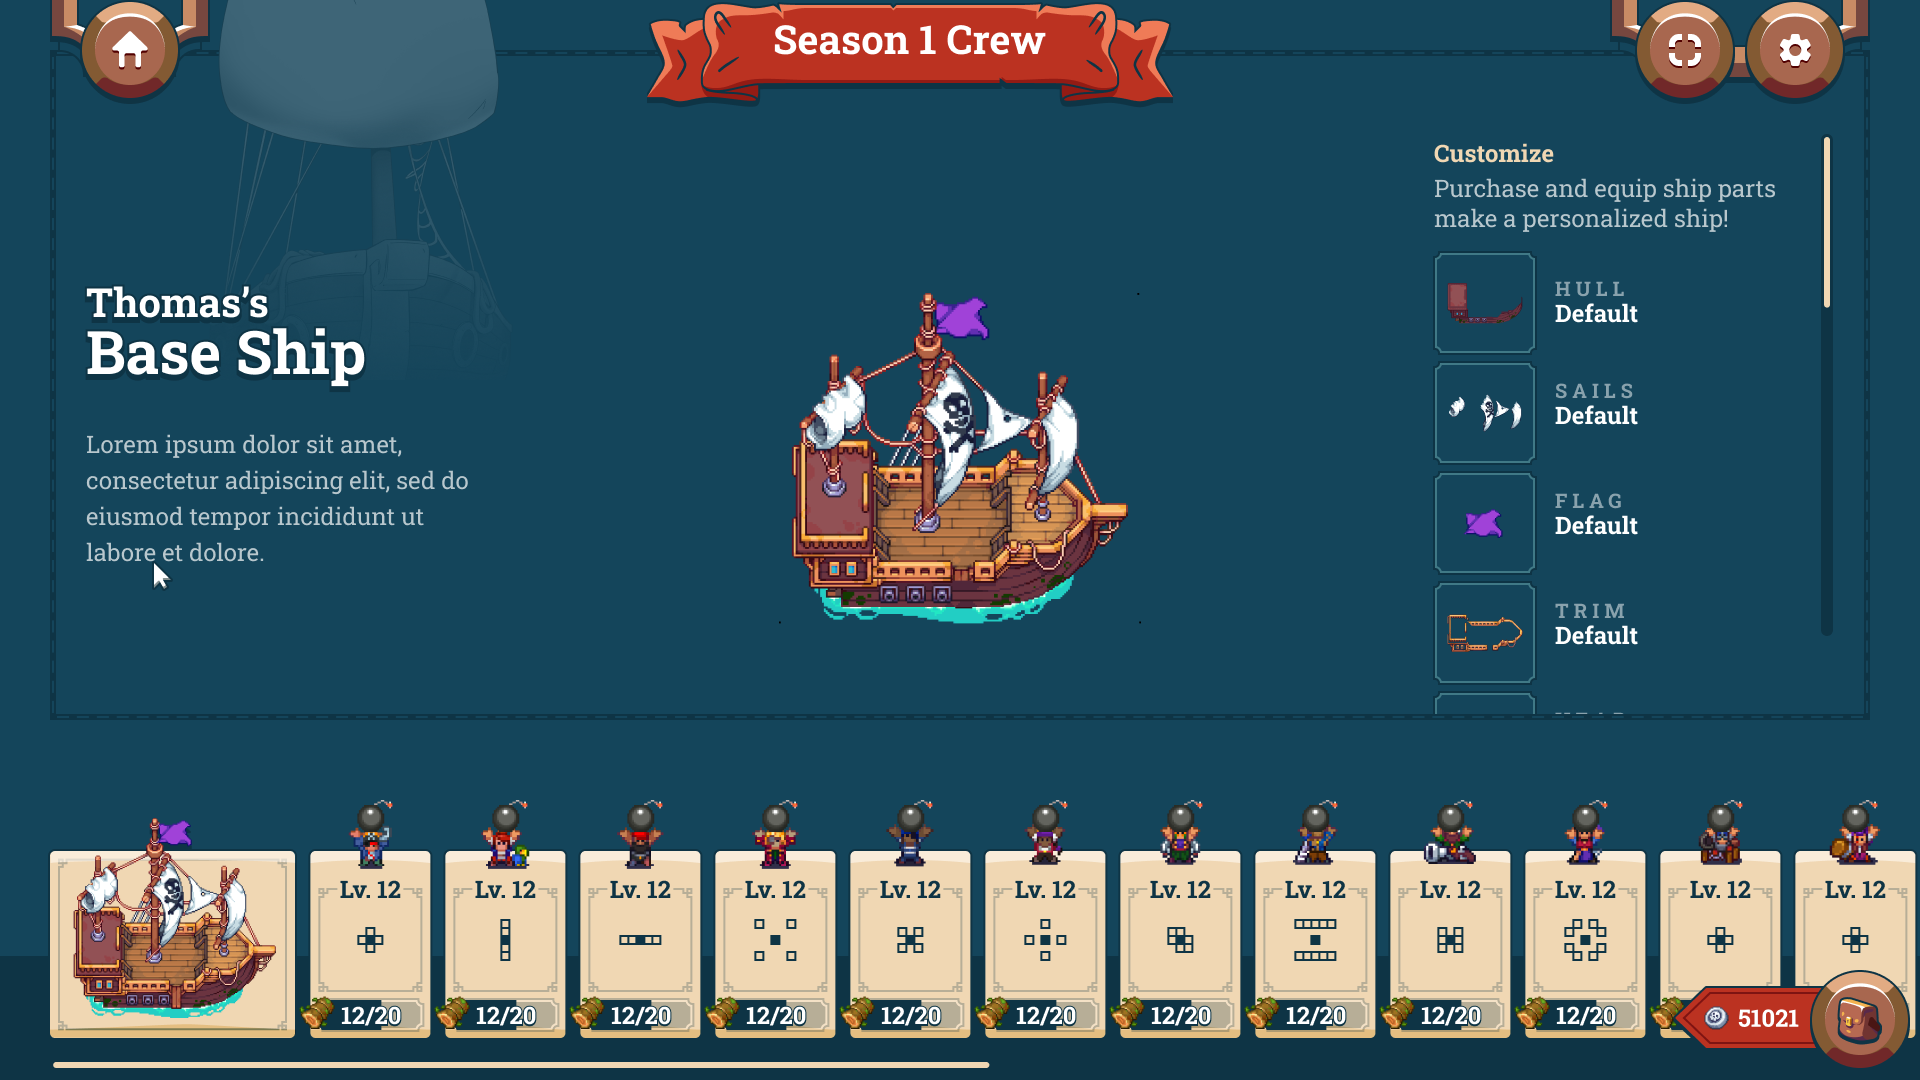 Season 1 Crew
Customize
Purchase and equip ship parts
make a personalized ship!
Thomas’s
Base Ship
Lorem ipsum dolor sit amet,
consectetur adipiscing elit, sed do
eiusmod tempor incididunt ut
labore et dolore.
HULL
Default
SAILS
Default
FLAG
Default
TRIM
Default
Lv. 12
Lv. 12
Lv. 12
Lv. 12
Lv. 12
Lv. 12
Lv. 12
Lv. 12
Lv. 12
Lv. 12
Lv. 12
Lv. 12
12/20
12/20
12/20
12/20
12/20
12/20
12/20
12/20
12/20
12/20
51021